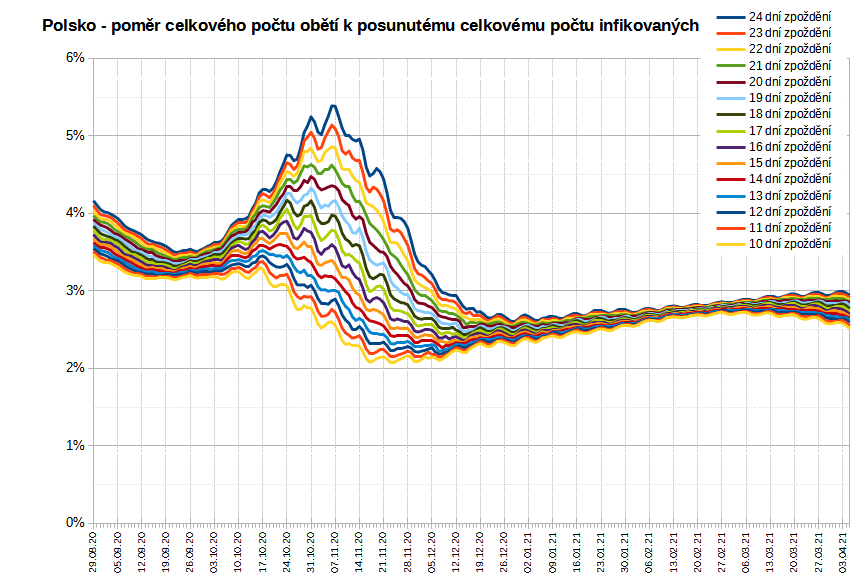 Polsko - poměr celkového počtu obětí k posunutému celkovému počtu infikovaných
24 dní zpoždění
23 dní zpoždění
22 dní zpoždění
21 dní zpoždění
20 dní zpoždění
19 dní zpoždění
18 dní zpoždění
17 dní zpoždění
16 dní zpoždění
15 dní zpoždění
14 dní zpoždění
13 dní zpoždění
12 dní zpoždění
11 dní zpoždění
10 dní zpoždění
6%
5%
4%
3%
2%
1%
0%
29.08.20
05.09.20
12.09.20
19.09.20
26.09.20
03.10.20
10.10.20
17.10.20
24.10.20
31.10.20
07.11.20
14.11.20
21.11.20
28.11.20
05.12.20
12.12.20
19.12.20
26.12.20
02.01.21
09.01.21
16.01.21
23.01.21
30.01.21
06.02.21
13.02.21
20.02.21
27.02.21
06.03.21
13.03.21
20.03.21
27.03.21
03.04.21